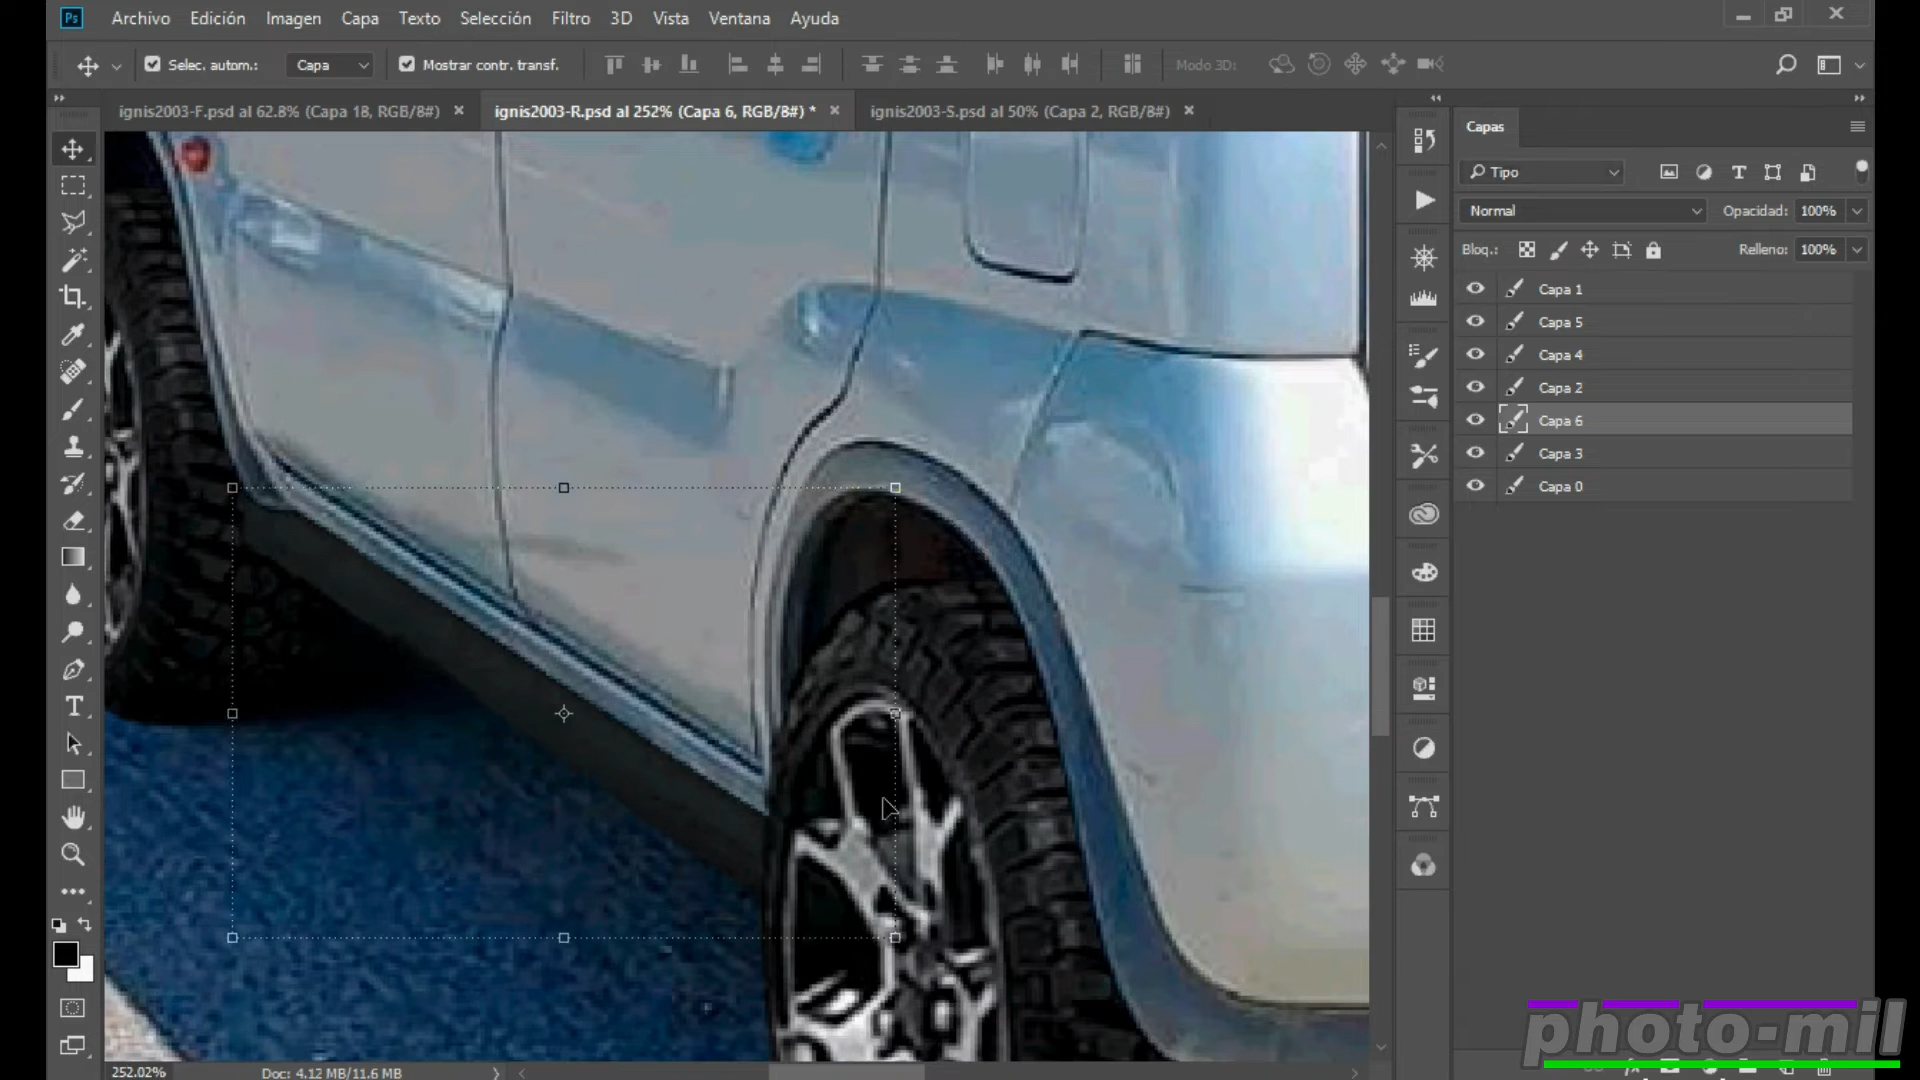 Ps Archivo Edición Imagen Capa Texto Selección Filtro 3D Vista Ventana Ayuda
Selec. autom.: Capa Mostrar contr. transf. Modo 3D:
ignis2003-F.psd al 62.8% (Capa 18, RGB/8#) × ignis2003-R.psd al 252% (Capa 6, RGB/8#) * × ignis2003-S.psd al 50% (Capa 2, RGB/8#) ×
Capas
Tipo
Normal Opacidad: 100%
Bloq.: Relleno: 100%
Capa 1
Capa 5
Capa 4
Capa 2
Capa 6
Capa 3
Capa 0
photo-mil
252.02% Doc: 4.12 MB/11.6 MB